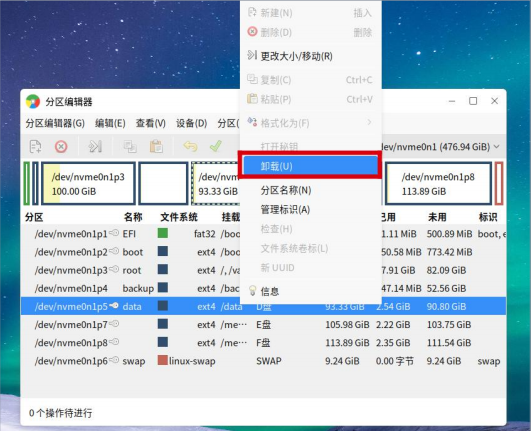 新建(N) 插入
删除(D) 删除
更改大小/移动(R)
复制(C) Ctrl+C
粘贴(P) Ctrl+V
格式化为(F)
打开秘钥
卸载(U)
分区名称(N)
管理标识(A)
检查(H)
文件系统卷标(L)
新 UUID
信息
分区编辑器
分区编辑器(G) 编辑(E) 查看(V) 设备(D) 分区(
/dev/nvme0n1 (476.94 GiB)
/dev/nvme0n1p3
100.00 GiB
/dev/nvm
93.33 GiB
/dev/nvme0n1p8
113.89 GiB
分区 名称 文件系统 挂载 已用 未用 标识
/dev/nvme0n1p1 EFI fat32 /boo 1.11 MiB 500.89 MiB boot, e
/dev/nvme0n1p2 boot ext4 /boo 50.58 MiB 773.42 MiB
/dev/nvme0n1p3 root ext4 /, /va 7.91 GiB 82.09 GiB
/dev/nvme0n1p4 backup ext4 /bac 47.14 MiB 52.56 GiB
/dev/nvme0n1p5 data ext4 /data D盘 93.33 GiB 2.54 GiB 90.80 GiB
/dev/nvme0n1p7 ext4 /me… E盘 105.98 GiB 2.22 GiB 103.75 GiB
/dev/nvme0n1p8 ext4 /me… F盘 113.89 GiB 2.35 GiB 111.54 GiB
/dev/nvme0n1p6 swap linux-swap SWAP 9.24 GiB 0.00 字节 9.24 GiB swap
0 个操作待进行